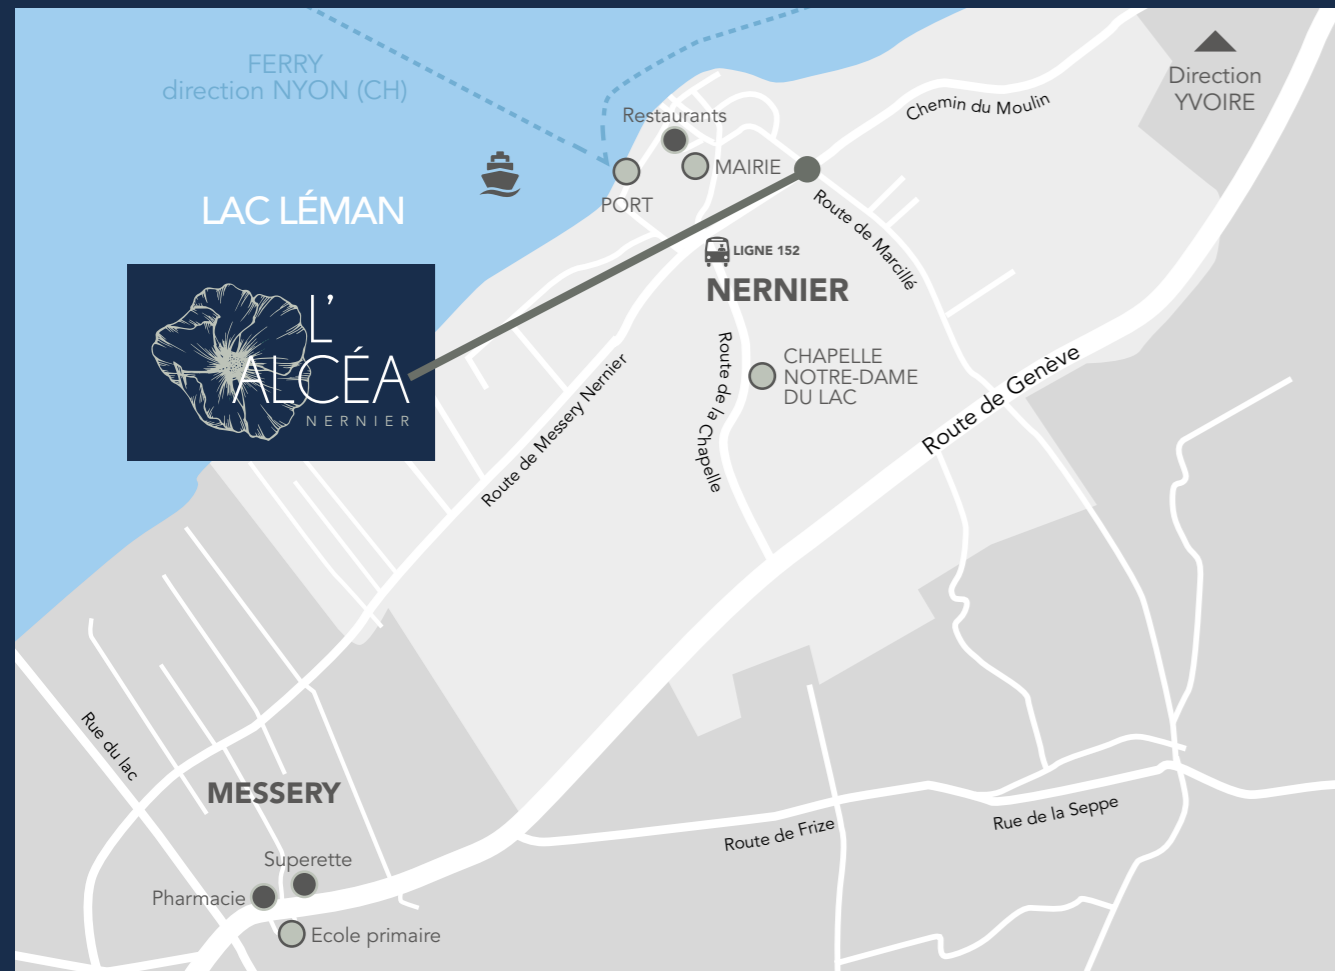 FERRY
direction NYON (CH)
Direction
YVOIRE
Chemin du Moulin
Restaurants
MAIRIE
PORT
LAC LÉMAN
Route de Marcillé
LIGNE 152
NERNIER
L'
ALCÉA
NERNIER
Route de la Chapelle
CHAPELLE
NOTRE-DAME
DU LAC
Route de Genève
Route de Messery Nernier
Rue du lac
MESSERY
Route de Frize
Rue de la Seppe
Superette
Pharmacie
Ecole primaire